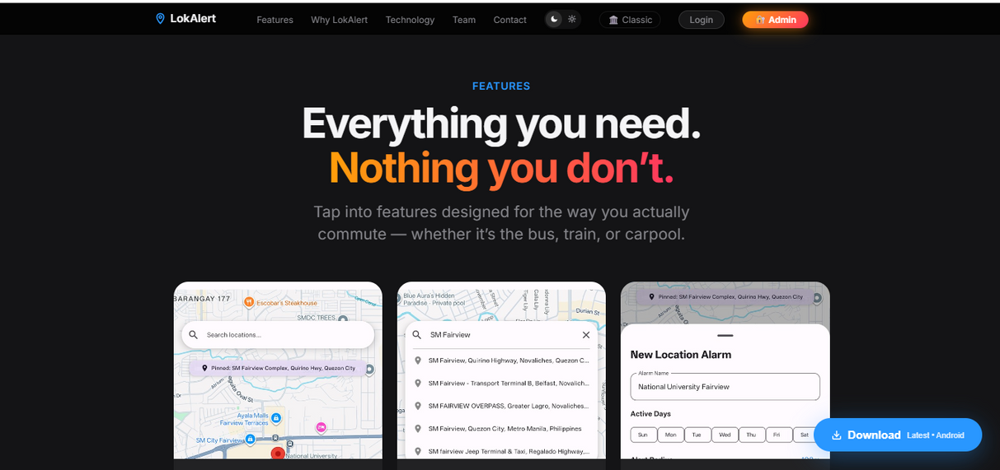 LokAlert
Features
Why LokAlert
Technology
Team
Contact
Classic
Login
Admin
FEATURES
Everything you need.
Nothing you don’t.
Tap into features designed for the way you actually
commute — whether it’s the bus, train, or carpool.
BARANGAY 177
Escobar's Steakhouse
SMDC TREES
Search locations...
Pinned: SM Fairview Complex, Quirino Hwy, Quezon City
Oval St
Ayala Malls
Fairview Terraces
SM City Fairview
National University
Blue Aura's Hidden
Paradise - Private pool
Durian St
SM Fairview
SM Fairview, Quirino Highway, Novaliches, Quezon C...
SM Fairview - Transport Terminal B, Belfast, Novalich...
SM FAIRVIEW OVERPASS, Greater Lagro, Novaliches...
SM Fairview, Quezon City, Metro Manila, Philippines
SM fairview Jeep Terminal & Taxi, Regalado Highway,...
Pinned: SM Fairview Complex, Quirino Hwy, Quezon City
New Location Alarm
Alarm Name
National University Fairview
Active Days
Sun Mon Tue Wed Thu Fri Sat
Download Latest • Android